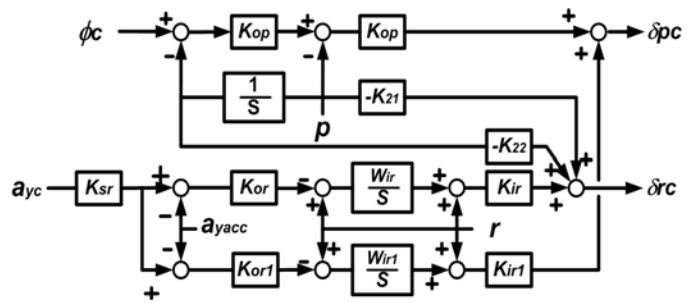 ϕc + − Kop + − Kop + + δpc
1/S p -K21
-K22 + +
ayc Ksr + − Kor − + Wir/S + + Kir + + δrc
ayacc r
− + Kor1 − + Wir1/S + + Kir1